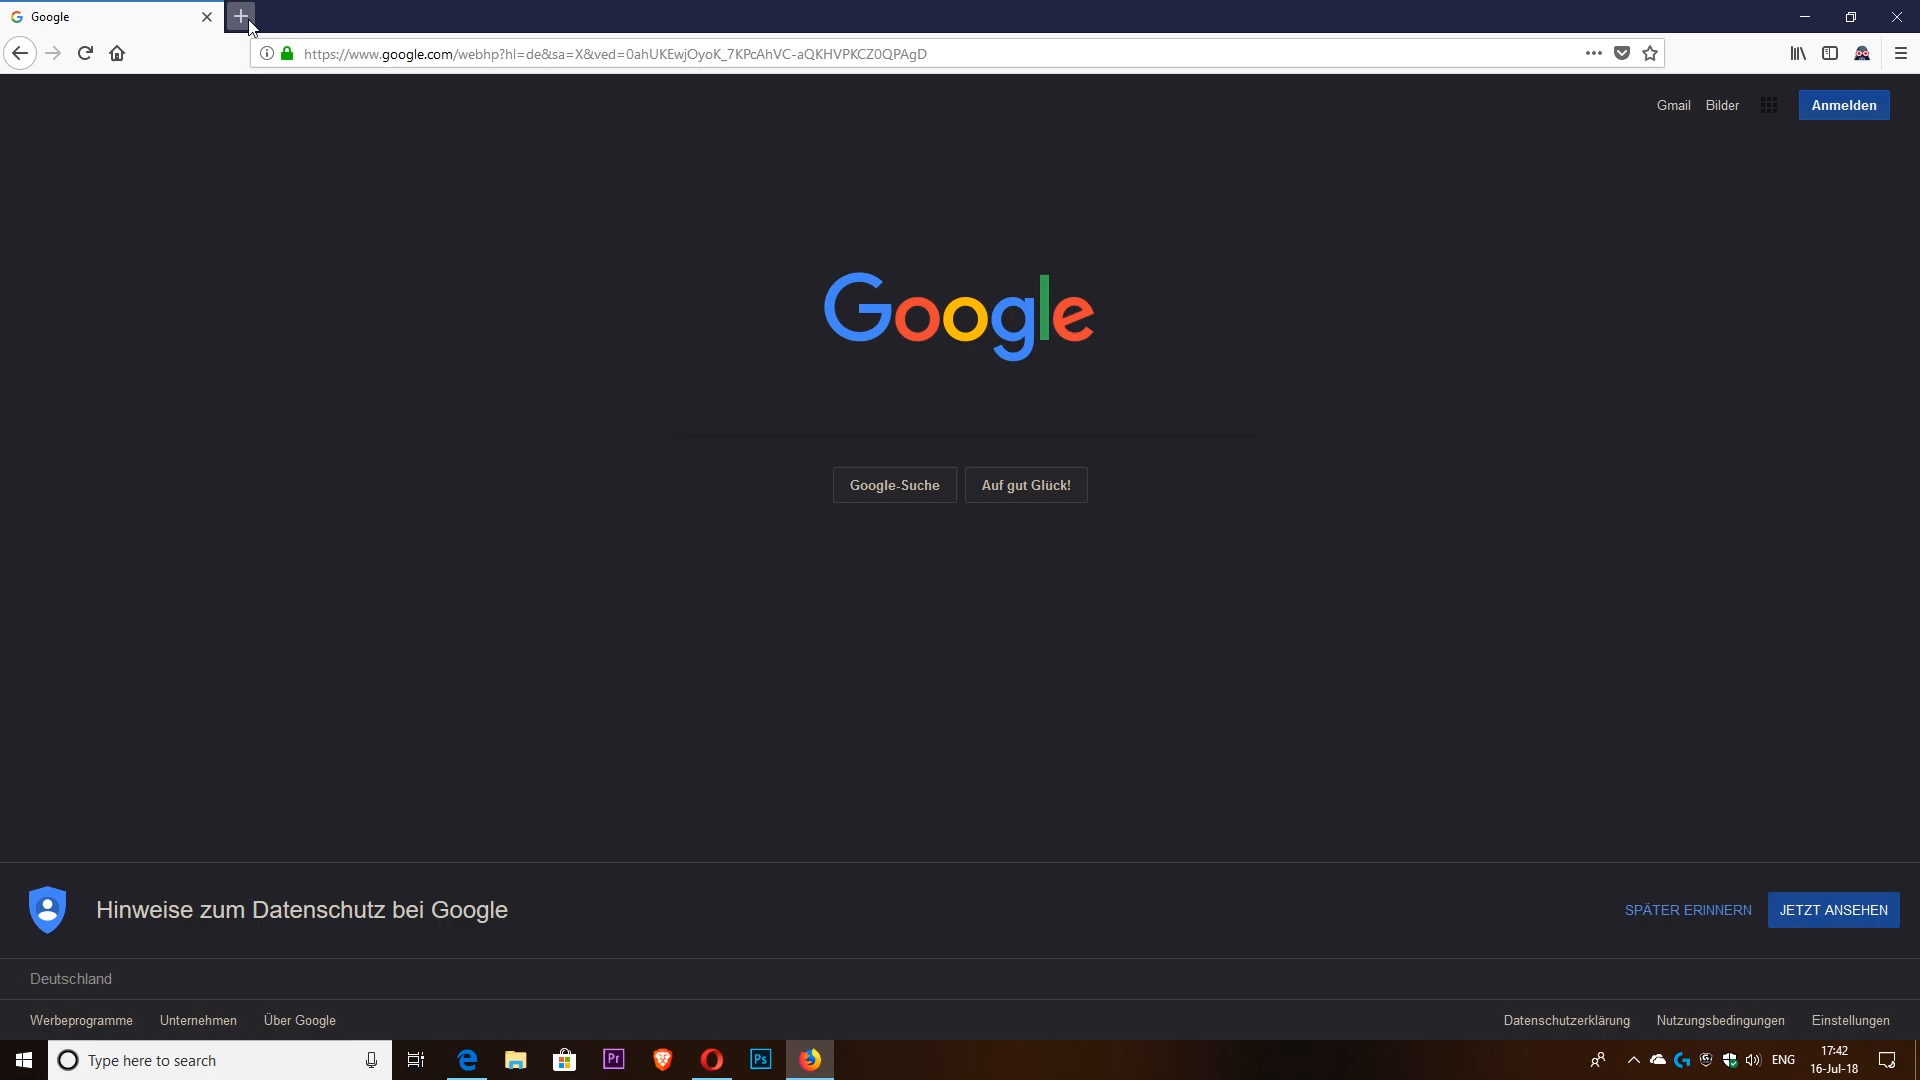 Google
https://www.google.com/webhp?hl=de&sa=X&ved=0ahUKEwjOyoK_7KPcAhVC-aQKHVPKCZ0QPAgD
Gmail Bilder Anmelden
Google
Google-Suche Auf gut Glück!
Hinweise zum Datenschutz bei Google SPÄTER ERINNERN JETZT ANSEHEN
Deutschland
Werbeprogramme Unternehmen Über Google Datenschutzerklärung Nutzungsbedingungen Einstellungen
Type here to search Pr Ps ENG 17:42
16-Jul-18